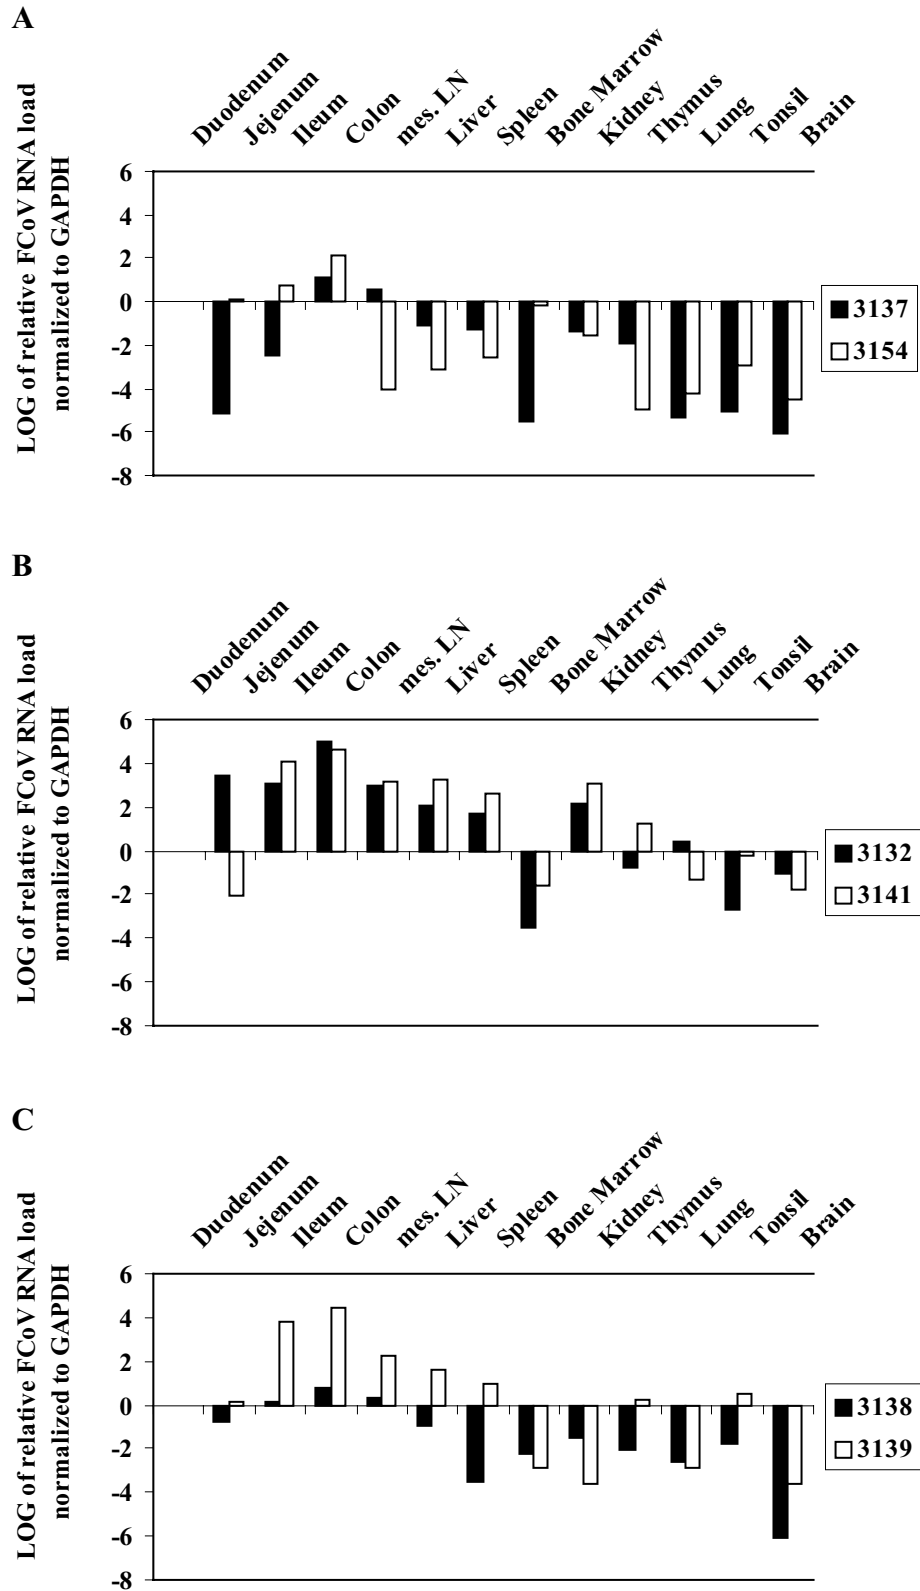 A
Duodenum
Jejenum
Ileum
Colon
mes. LN
Liver
Spleen
Bone Marrow
Kidney
Thymus
Lung
Tonsil
Brain
LOG of relative FCoV RNA load
normalized to GAPDH
6
4
2
0
-2
-4
-6
-8
3137
3154
B
Duodenum
Jejenum
Ileum
Colon
mes. LN
Liver
Spleen
Bone Marrow
Kidney
Thymus
Lung
Tonsil
Brain
LOG of relative FCoV RNA load
normalized to GAPDH
6
4
2
0
-2
-4
-6
-8
3132
3141
C
Duodenum
Jejenum
Ileum
Colon
mes. LN
Liver
Spleen
Bone Marrow
Kidney
Thymus
Lung
Tonsil
Brain
LOG of relative FCoV RNA load
normalized to GAPDH
6
4
2
0
-2
-4
-6
-8
3138
3139